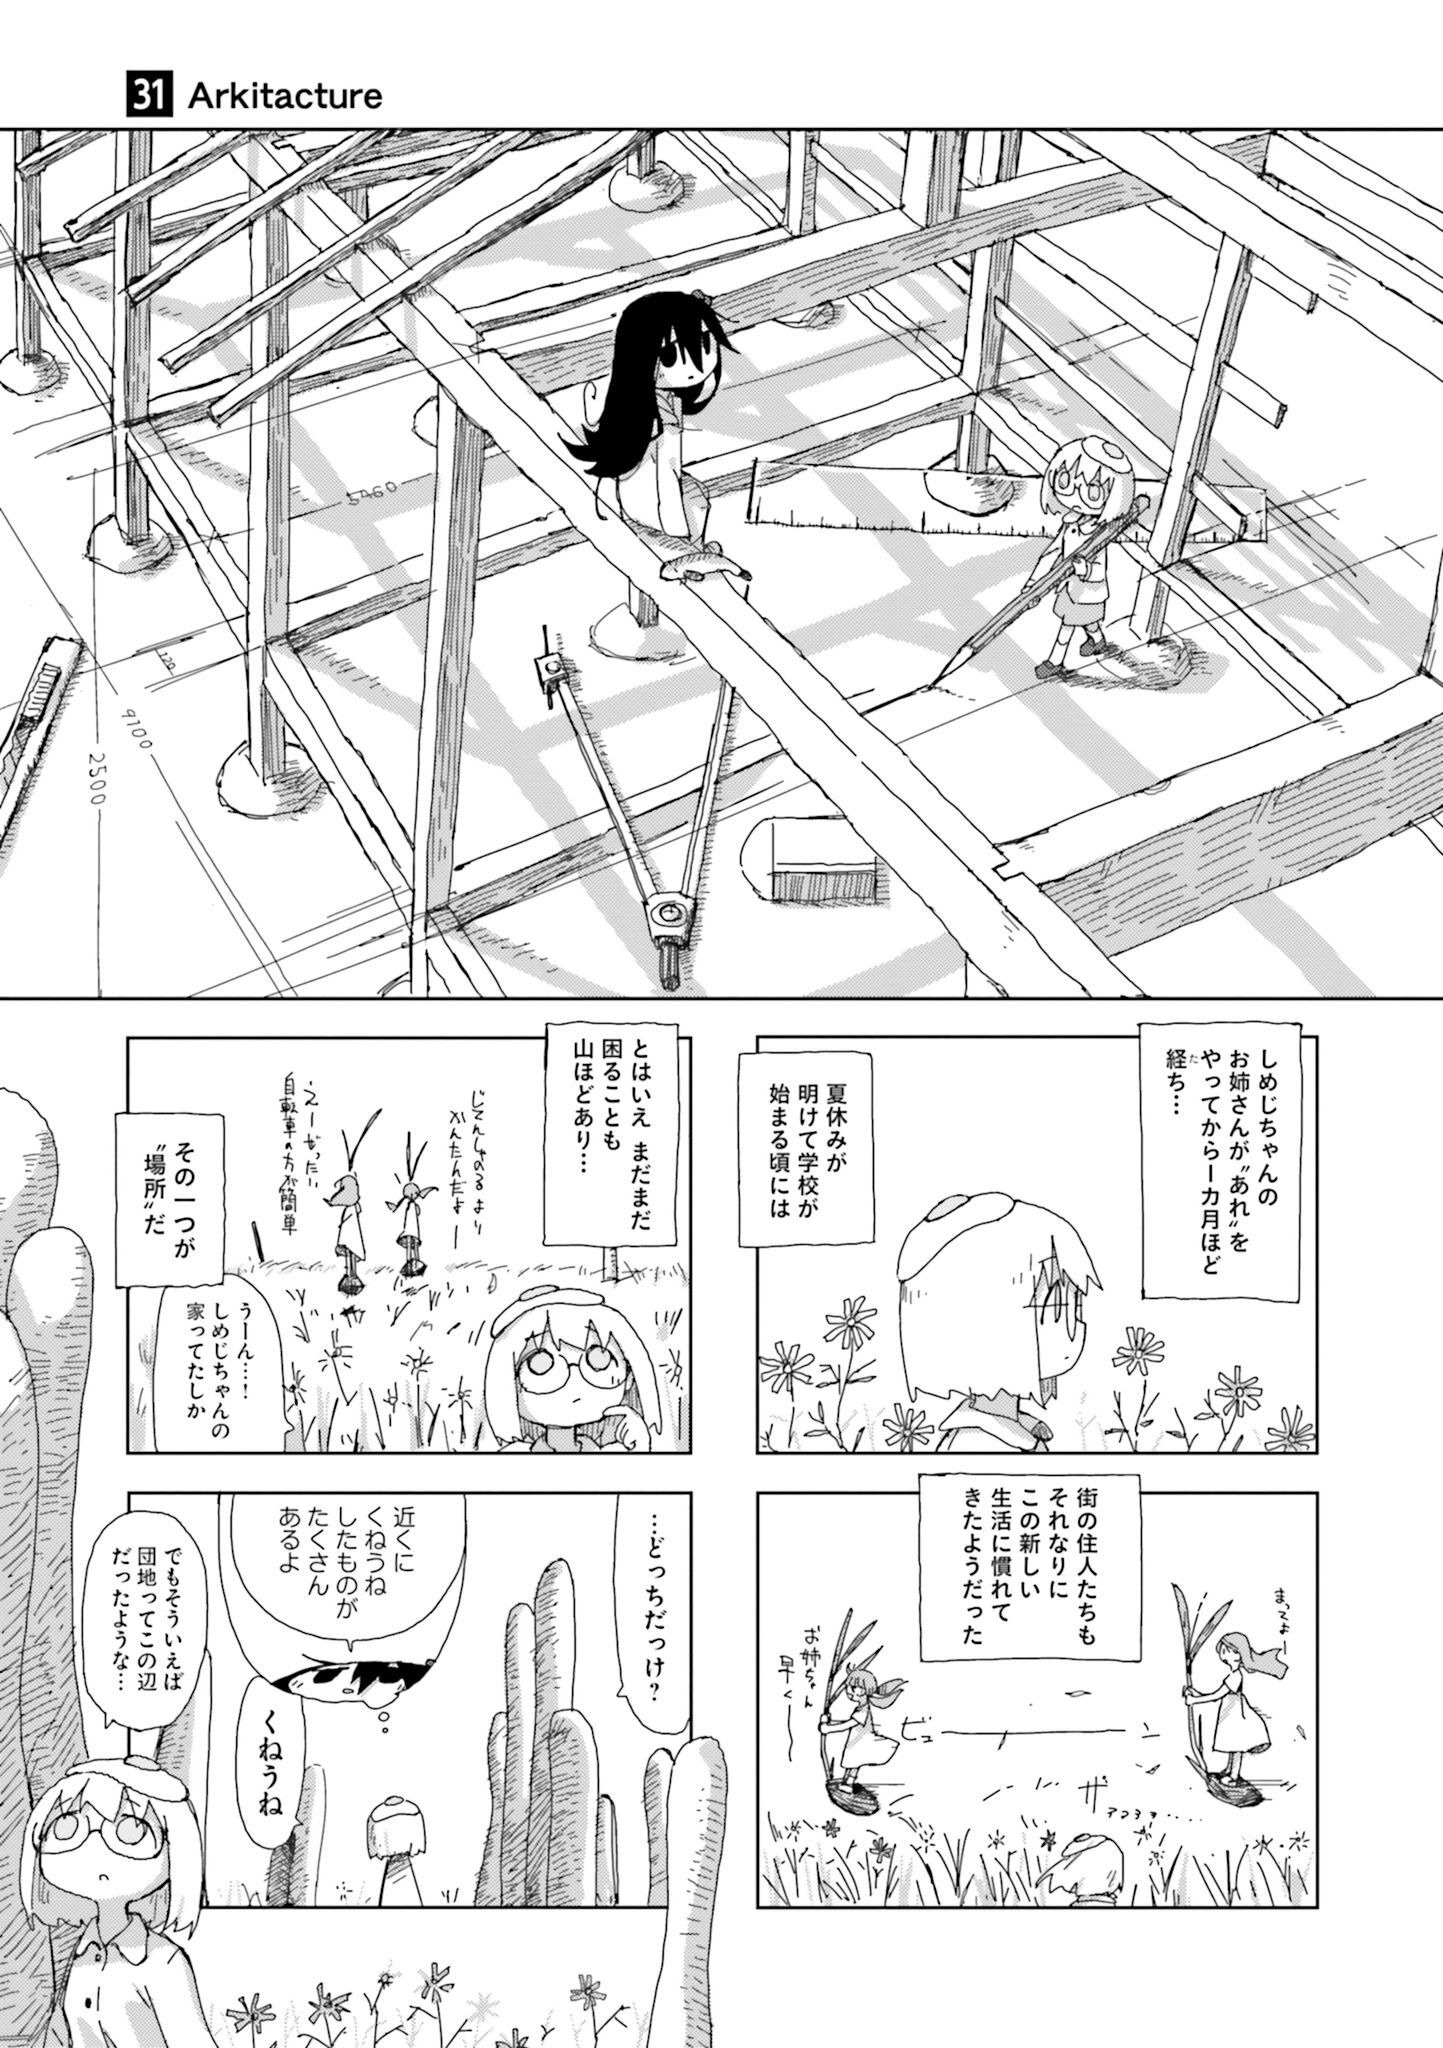 31 Arkitacture
5460
120
9100
2500
しめじちゃんの
お姉さんが〝あれ〟を
やってから一カ月ほど
経ち…
た
夏休みが
明けて学校が
始まる頃には
街の住人たちも
それなりに
この新しい
生活に慣れて
きたようだった
まってよー
お姉ちゃん
早くー
ビュ
ン
ザ
とはいえ まだまだ
困ることも
山ほどあり…
じてんしゃのるより
かんたんだよー
えーぜったい
自転車の方が簡単
その一つが
〝場所〟だ
うーん…!
しめじちゃんの
家ってたしか
…どっちだっけ?
近くに
くねうね
したものが
たくさん
あるよ
くねうね
でもそういえば
団地ってこの辺
だったような…